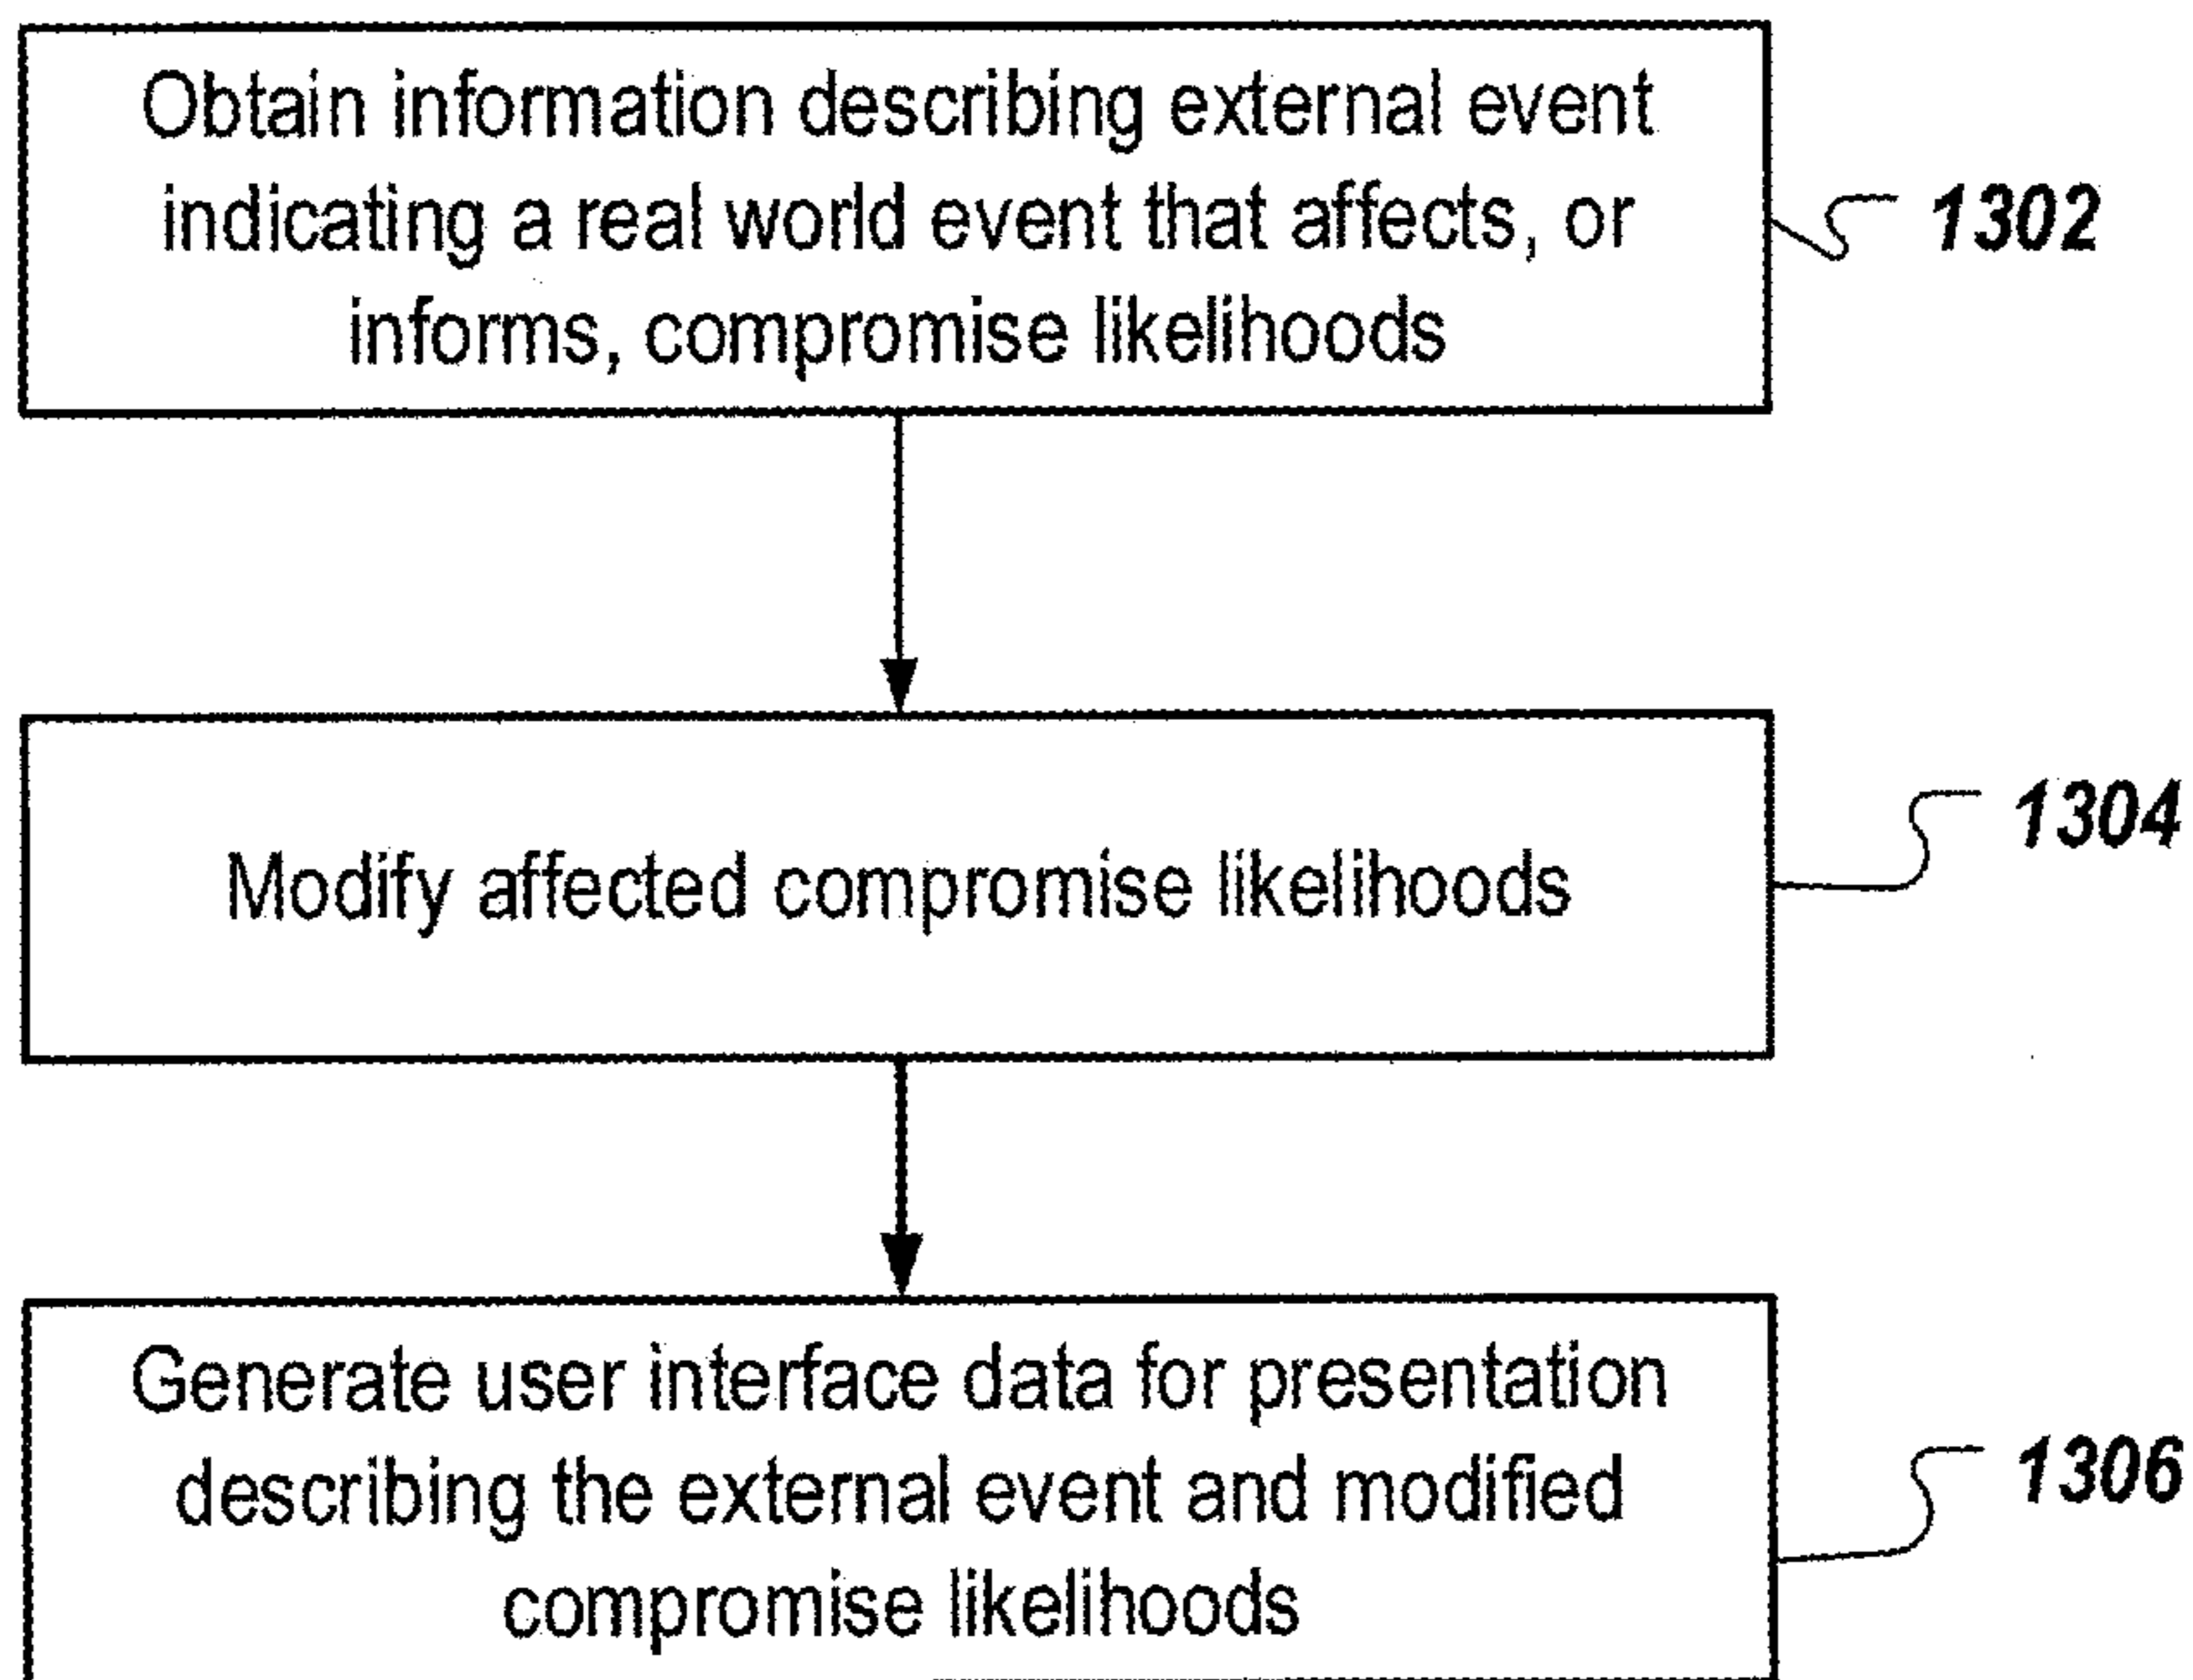 Obtain information describing external event
indicating a real world event that affects, or
informs, compromise likelihoods
1302
Modify affected compromise likelihoods
1304
Generate user interface data for presentation
describing the external event and modified
compromise likelihoods
1306